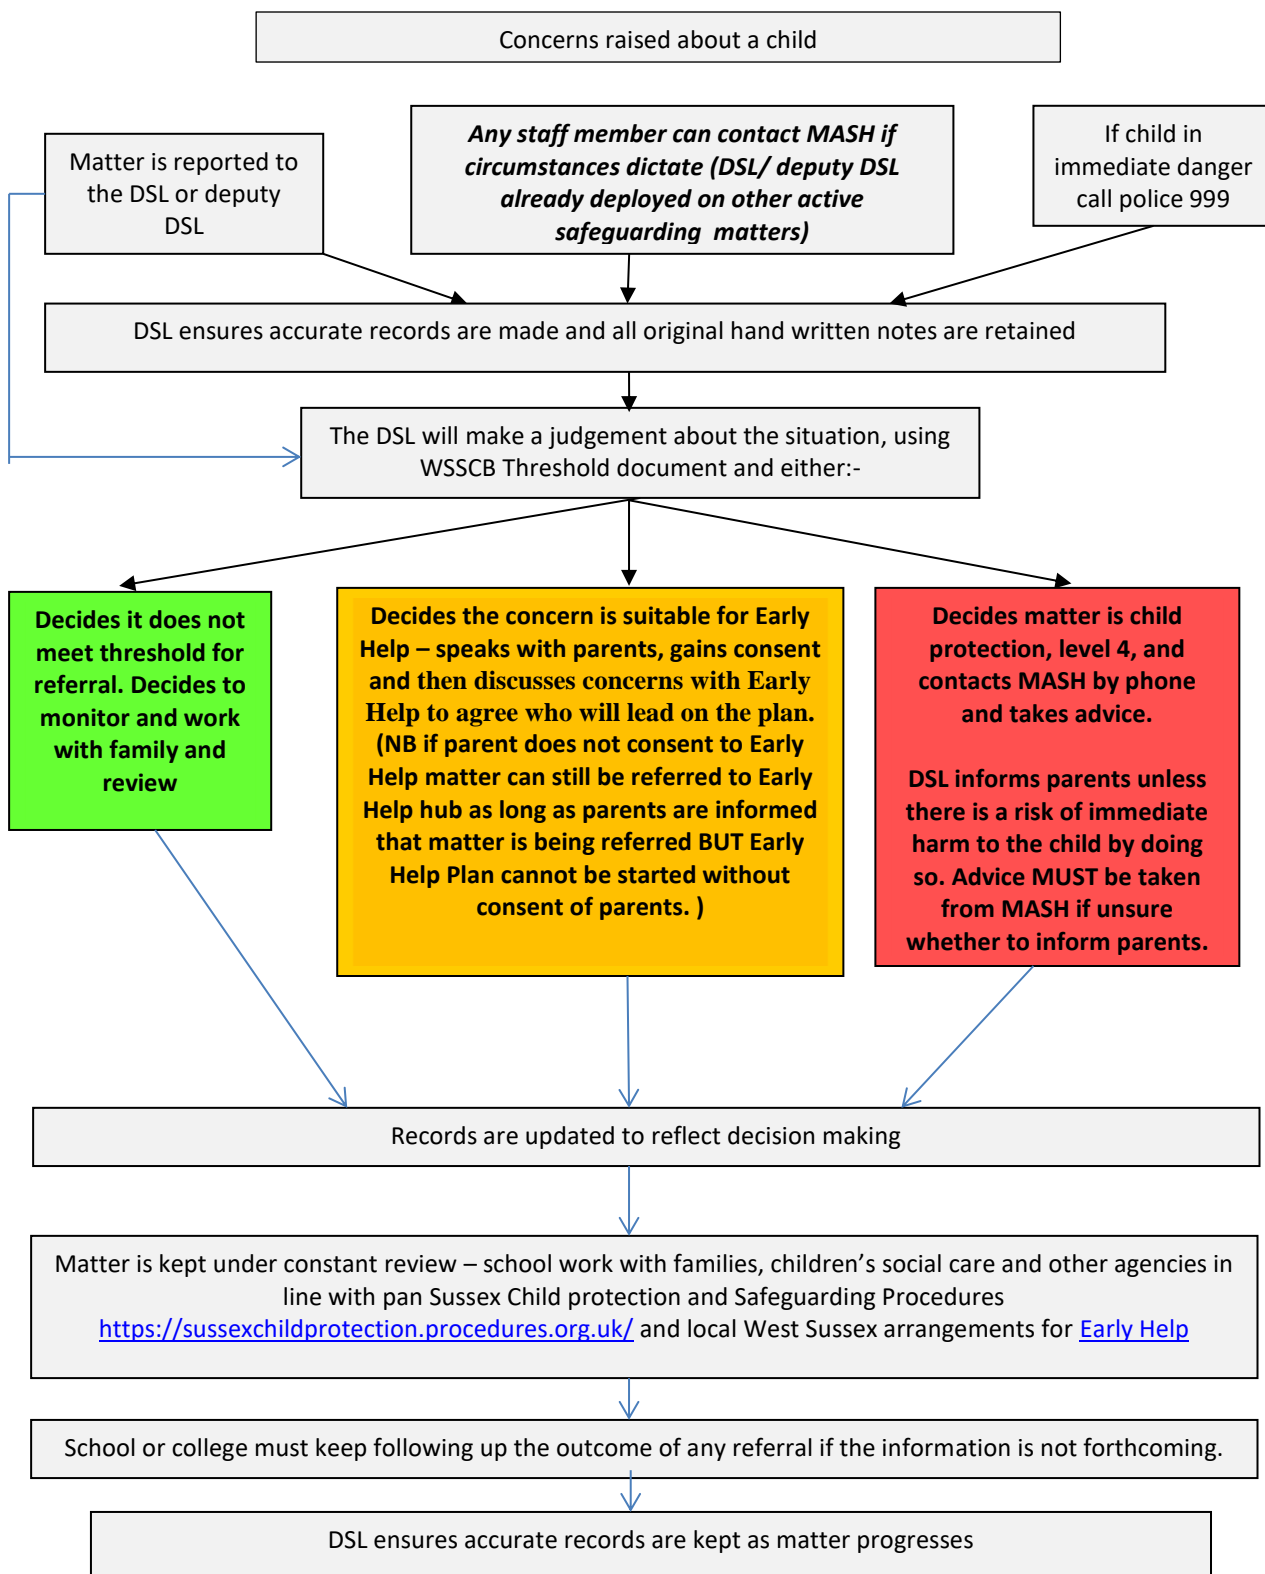 Concerns raised about a child
Matter is reported to
the DSL or deputy
DSL
Any staff member can contact MASH if
circumstances dictate (DSL/ deputy DSL
already deployed on other active
safeguarding  matters)
If child in
immediate danger
call police 999
DSL ensures accurate records are made and all original hand written notes are retained
The DSL will make a judgement about the situation, using
WSSCB Threshold document and either:-
Decides it does not
meet threshold for
referral. Decides to
monitor and work
with family and
review
Decides the concern is suitable for Early
Help – speaks with parents, gains consent
and then discusses concerns with Early
Help to agree who will lead on the plan.
(NB if parent does not consent to Early
Help matter can still be referred to Early
Help hub as long as parents are informed
that matter is being referred BUT Early
Help Plan cannot be started without
consent of parents. )
Decides matter is child
protection, level 4, and
contacts MASH by phone
and takes advice.
DSL informs parents unless
there is a risk of immediate
harm to the child by doing
so. Advice MUST be taken
from MASH if unsure
whether to inform parents.
Records are updated to reflect decision making
Matter is kept under constant review – school work with families, children’s social care and other agencies in
line with pan Sussex Child protection and Safeguarding Procedures
https://sussexchildprotection.procedures.org.uk/ and local West Sussex arrangements for Early Help
School or college must keep following up the outcome of any referral if the information is not forthcoming.
DSL ensures accurate records are kept as matter progresses